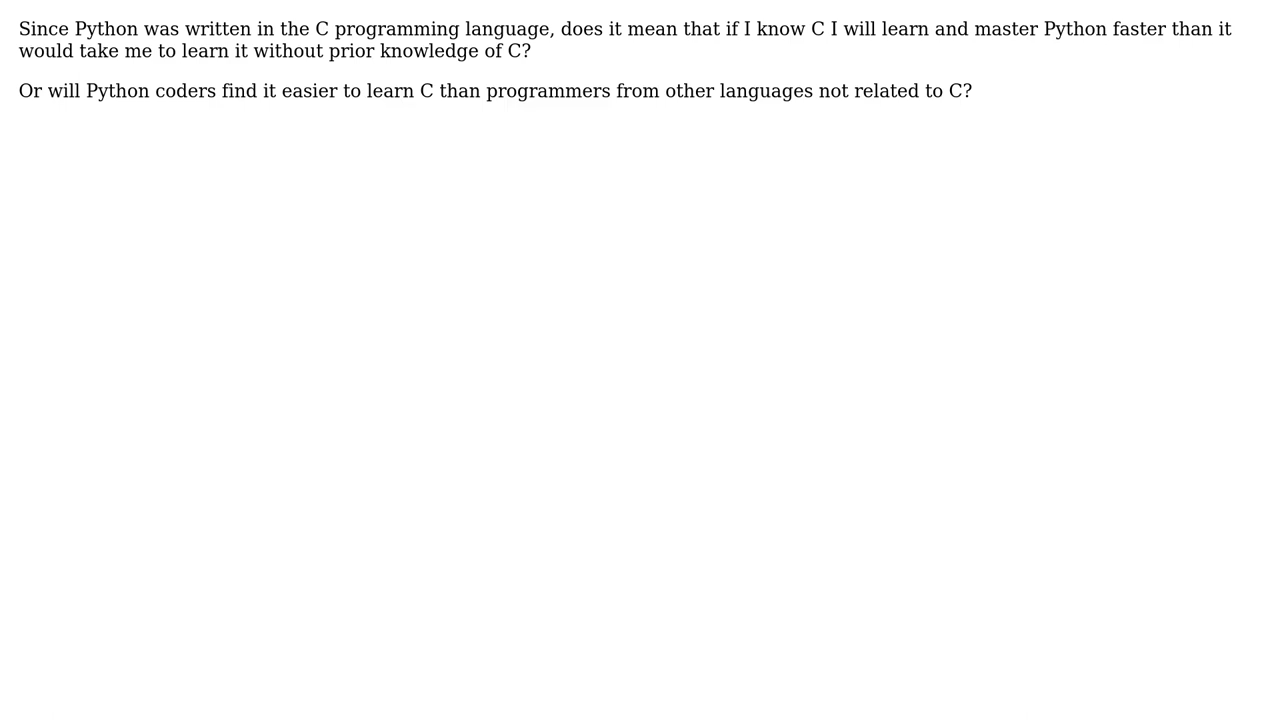 Since Python was written in the C programming language, does it mean that if I know C I will learn and master Python faster than it
would take me to learn it without prior knowledge of C?
Or will Python coders find it easier to learn C than programmers from other languages not related to C?